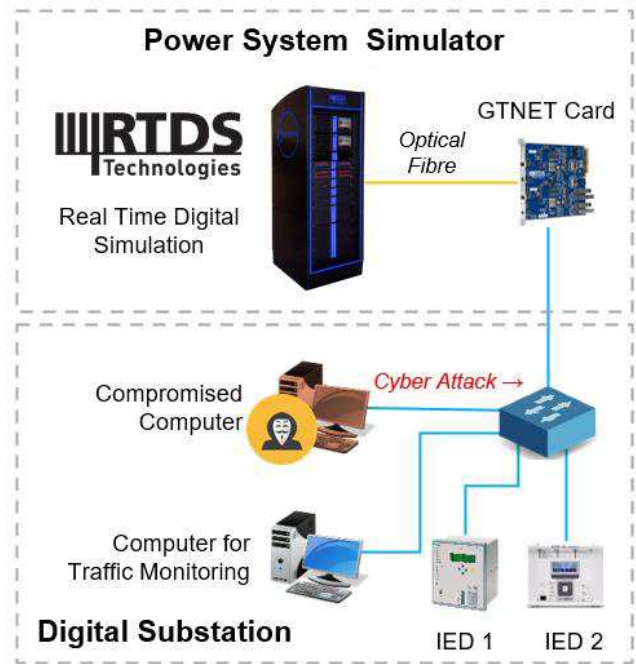 Power System Simulator
RTDS
Technologies
Real Time Digital
Simulation
Optical
Fibre
GTNET Card
Cyber Attack →
Compromised
Computer
Computer for
Traffic Monitoring
Digital Substation
IED 1
IED 2